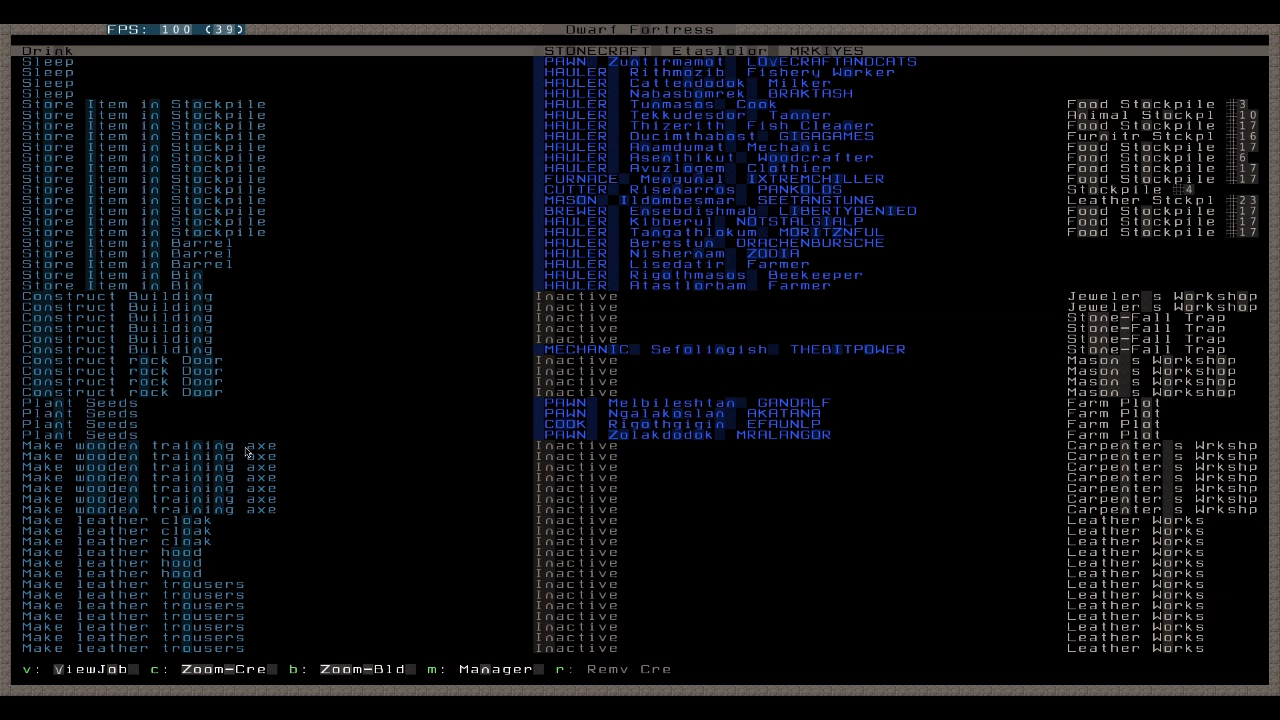 FPS: 100 (39) Dwarf Fortress
Drink STONECRAFT Etaslolor MRKIYES
Sleep PAWN Zuntirmamot LOVECRAFTANDCATS
Sleep HAULER Rithmozib Fishery Worker
Sleep HAULER Cattendodok Milker
Sleep HAULER Nabasbomrek BRAKTASH
Store Item in Stockpile HAULER Tunmasos Cook Food Stockpile #3
Store Item in Stockpile HAULER Tekkudesdor Tanner Animal Stockpl #10
Store Item in Stockpile HAULER Thizerith Fish Cleaner Food Stockpile #17
Store Item in Stockpile HAULER Ducimthabost GIGAGAMES Furnitr Stckpl #16
Store Item in Stockpile HAULER Anamdumat Mechanic Food Stockpile #17
Store Item in Stockpile HAULER Asenthikut Woodcrafter Food Stockpile #6
Store Item in Stockpile HAULER Avuzlogem Clothier Food Stockpile #17
Store Item in Stockpile FURNACE Mengunal IXTREMCHILLER Food Stockpile #17
Store Item in Stockpile CUTTER Risenarros PANKOLOS Stockpile #4
Store Item in Stockpile MASON Ildombesmar SEETANGTUNG Leather Stckpl #23
Store Item in Stockpile BREWER Ensebdishmab LIBERTYDENIED Food Stockpile #17
Store Item in Stockpile HAULER Kibberul NOTSTALGIALP Food Stockpile #17
Store Item in Stockpile HAULER Tangathlokum MORITZNFUL Food Stockpile #17
Store Item in Barrel HAULER Berestun DRACHENBURSCHE
Store Item in Barrel HAULER Nishernam ZODIA
Store Item in Barrel HAULER Lisedatir Farmer
Store Item in Bin HAULER Rigothmasos Beekeeper
Store Item in Bin HAULER Atastlorbam Farmer
Construct Building Inactive Jeweler's Workshop
Construct Building Inactive Jeweler's Workshop
Construct Building Inactive Stone-Fall Trap
Construct Building Inactive Stone-Fall Trap
Construct Building Inactive Stone-Fall Trap
Construct Building MECHANIC Sefolingish THEBITPOWER Stone-Fall Trap
Construct rock Door Inactive Mason's Workshop
Construct rock Door Inactive Mason's Workshop
Construct rock Door Inactive Mason's Workshop
Construct rock Door Inactive Mason's Workshop
Plant Seeds PAWN Melbileshtan GANDALF Farm Plot
Plant Seeds PAWN Ngalakoslan AKATANA Farm Plot
Plant Seeds COOK Rigothgigin EFAUNLP Farm Plot
Plant Seeds PAWN Zolakdodok MRALANGOR Farm Plot
Make wooden training axe Inactive Carpenter's Wrkshp
Make wooden training axe Inactive Carpenter's Wrkshp
Make wooden training axe Inactive Carpenter's Wrkshp
Make wooden training axe Inactive Carpenter's Wrkshp
Make wooden training axe Inactive Carpenter's Wrkshp
Make wooden training axe Inactive Carpenter's Wrkshp
Make wooden training axe Inactive Carpenter's Wrkshp
Make leather cloak Inactive Leather Works
Make leather cloak Inactive Leather Works
Make leather cloak Inactive Leather Works
Make leather hood Inactive Leather Works
Make leather hood Inactive Leather Works
Make leather hood Inactive Leather Works
Make leather trousers Inactive Leather Works
Make leather trousers Inactive Leather Works
Make leather trousers Inactive Leather Works
Make leather trousers Inactive Leather Works
Make leather trousers Inactive Leather Works
Make leather trousers Inactive Leather Works
Make leather trousers Inactive Leather Works
v: ViewJob c: Zoom-Cre b: Zoom-Bld m: Manager r: Remv Cre